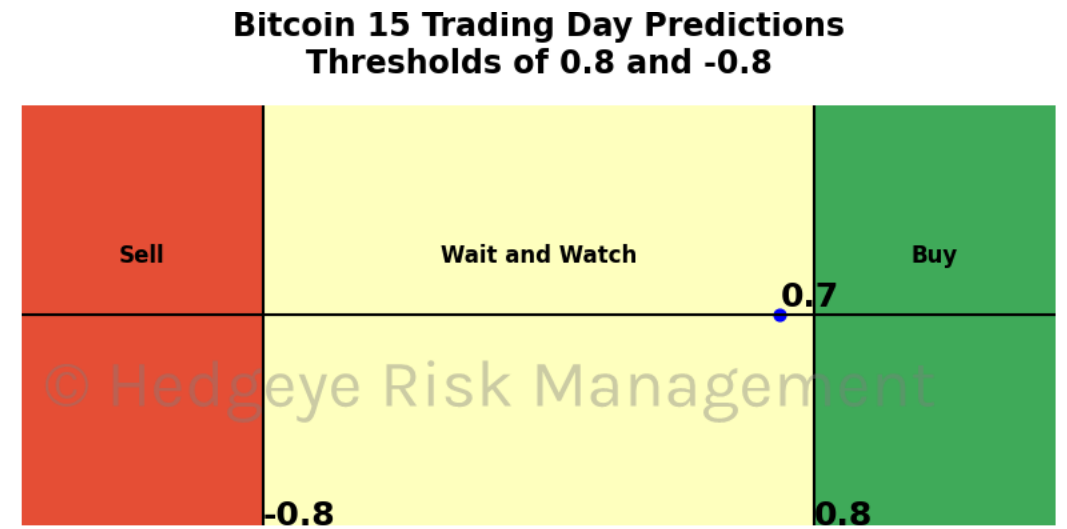 Bitcoin 15 Trading Day Predictions
Thresholds of 0.8 and -0.8
Sell
Wait and Watch
Buy
0.7
© Hedgeye Risk Management
-0.8
0.8